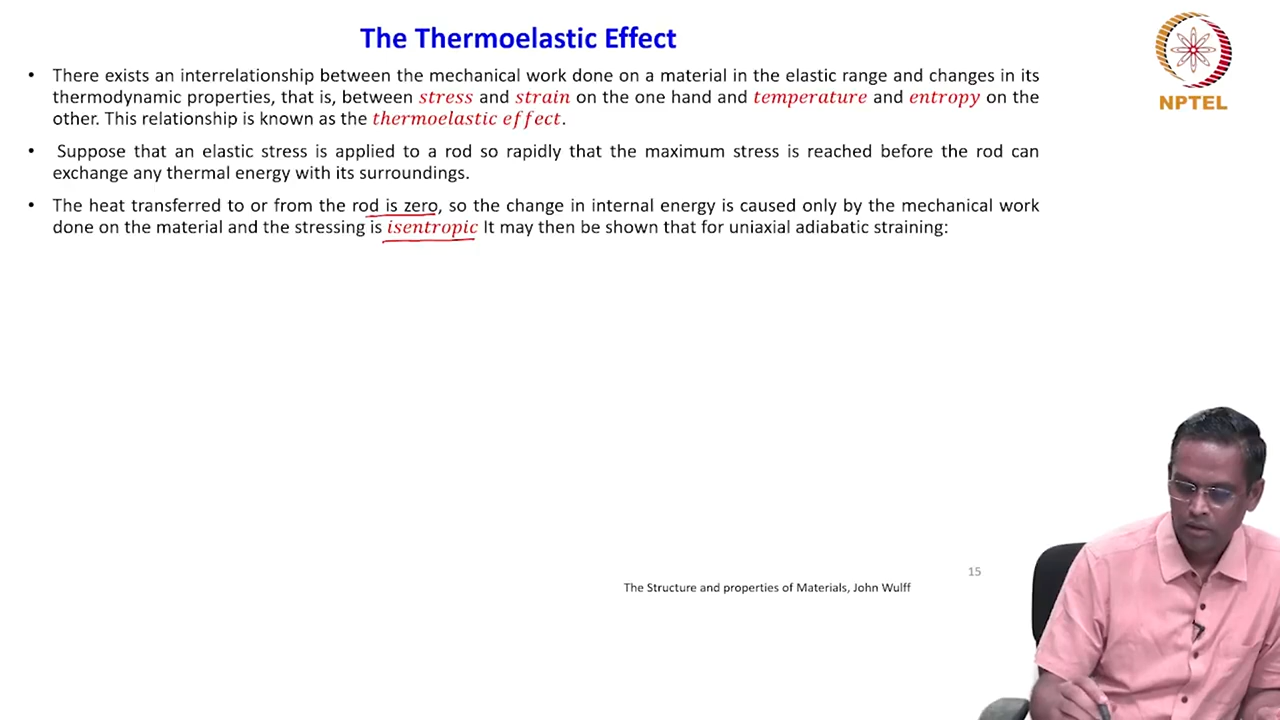 The Thermoelastic Effect
NPTEL
• There exists an interrelationship between the mechanical work done on a material in the elastic range and changes in its
thermodynamic properties, that is, between stress and strain on the one hand and temperature and entropy on the
other. This relationship is known as the thermoelastic effect.
• Suppose that an elastic stress is applied to a rod so rapidly that the maximum stress is reached before the rod can
exchange any thermal energy with its surroundings.
• The heat transferred to or from the rod is zero, so the change in internal energy is caused only by the mechanical work
done on the material and the stressing is isentropic It may then be shown that for uniaxial adiabatic straining:
15
The Structure and properties of Materials, John Wulff